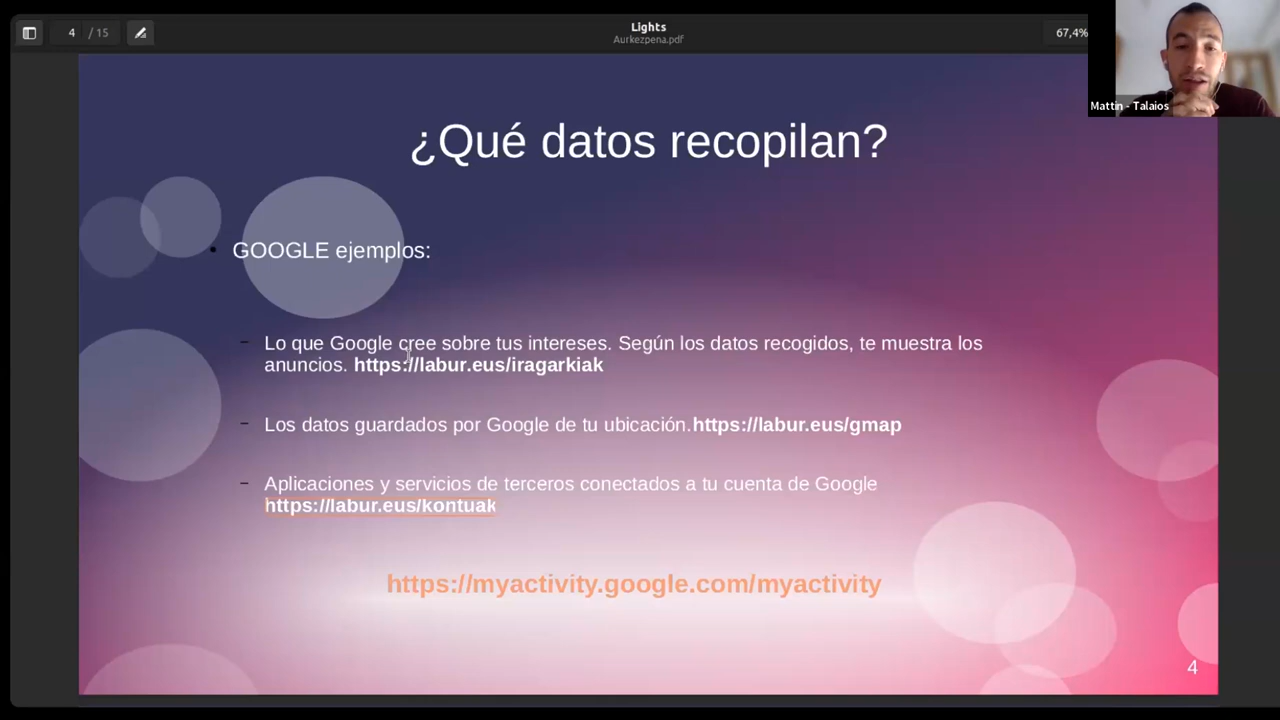 4 / 15
Lights
Aurkezpena.pdf
67,4%
Mattin - Talaios
¿Qué datos recopilan?
• GOOGLE ejemplos:
– Lo que Google cree sobre tus intereses. Según los datos recogidos, te muestra los
anuncios. https://labur.eus/iragarkiak
– Los datos guardados por Google de tu ubicación.https://labur.eus/gmap
– Aplicaciones y servicios de terceros conectados a tu cuenta de Google
https://labur.eus/kontuak
https://myactivity.google.com/myactivity
4